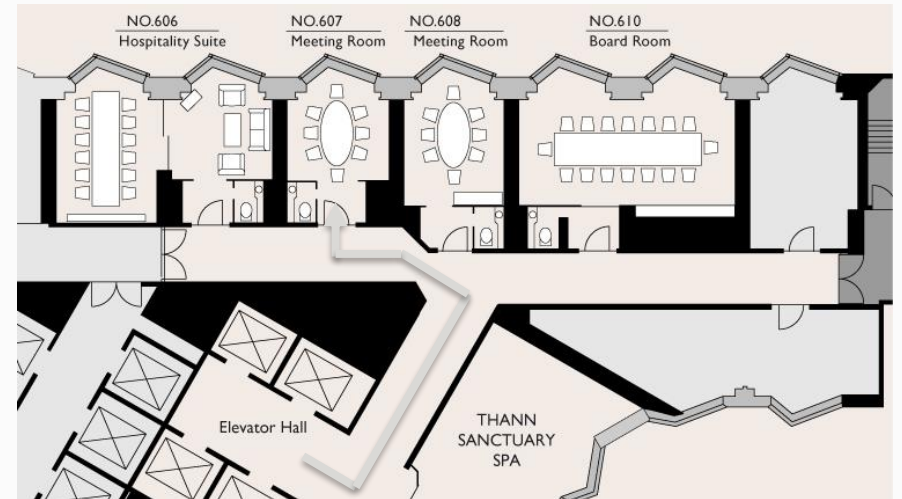 NO.606
Hospitality Suite
NO.607
Meeting Room
NO.608
Meeting Room
NO.610
Board Room
Elevator Hall
THANN
SANCTUARY
SPA